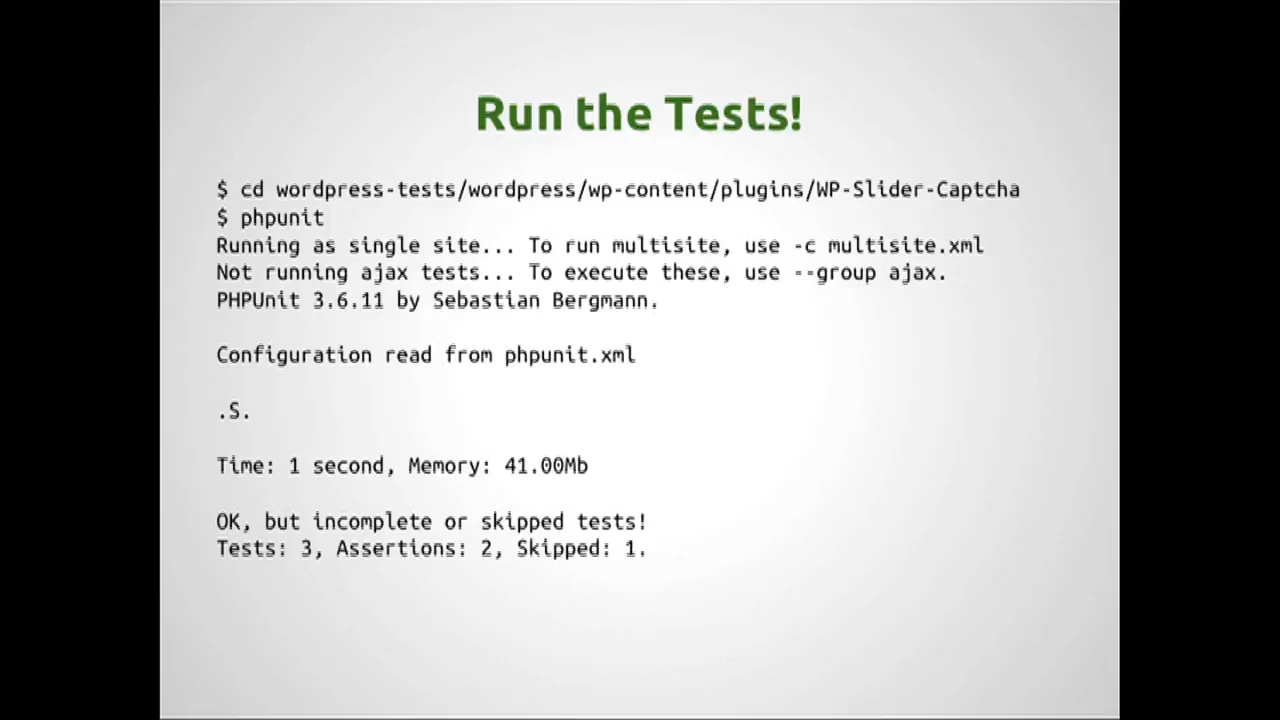 Run the Tests!
$ cd wordpress-tests/wordpress/wp-content/plugins/WP-Slider-Captcha
$ phpunit
Running as single site... To run multisite, use -c multisite.xml
Not running ajax tests... To execute these, use --group ajax.
PHPUnit 3.6.11 by Sebastian Bergmann.
Configuration read from phpunit.xml
.S.
Time: 1 second, Memory: 41.00Mb
OK, but incomplete or skipped tests!
Tests: 3, Assertions: 2, Skipped: 1.